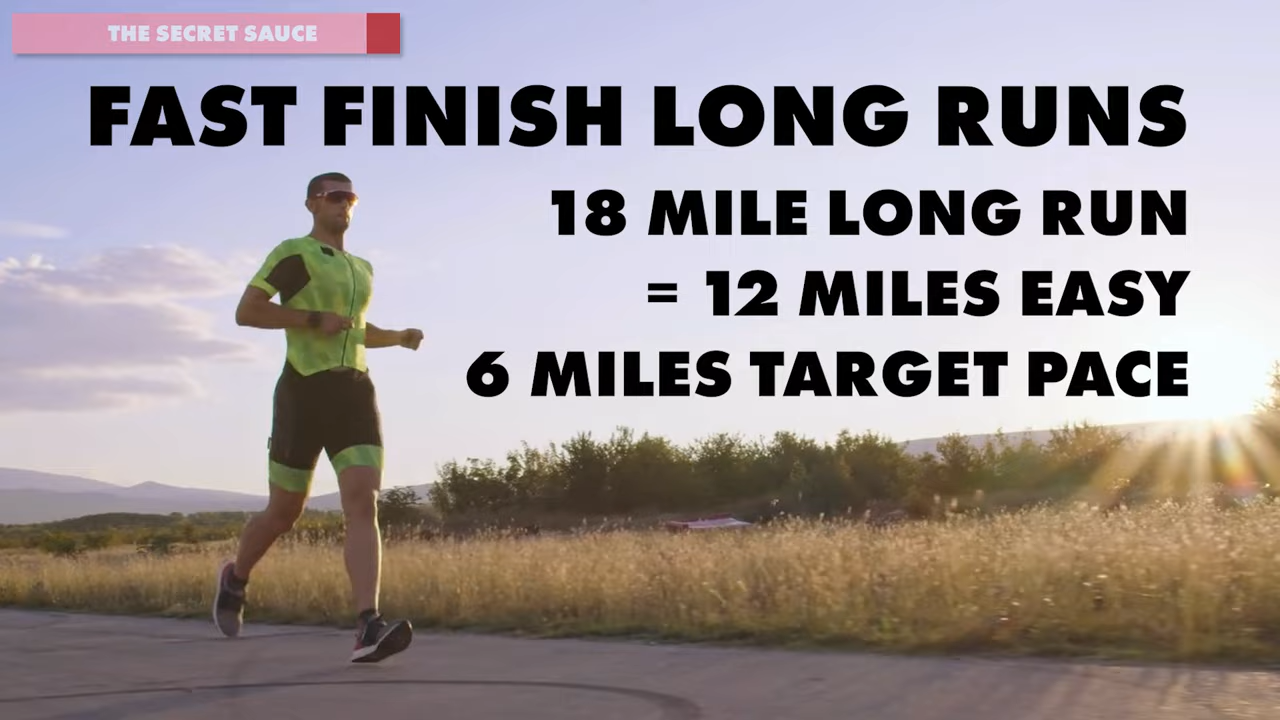 THE SECRET SAUCE
FAST FINISH LONG RUNS
18 MILE LONG RUN
= 12 MILES EASY
6 MILES TARGET PACE